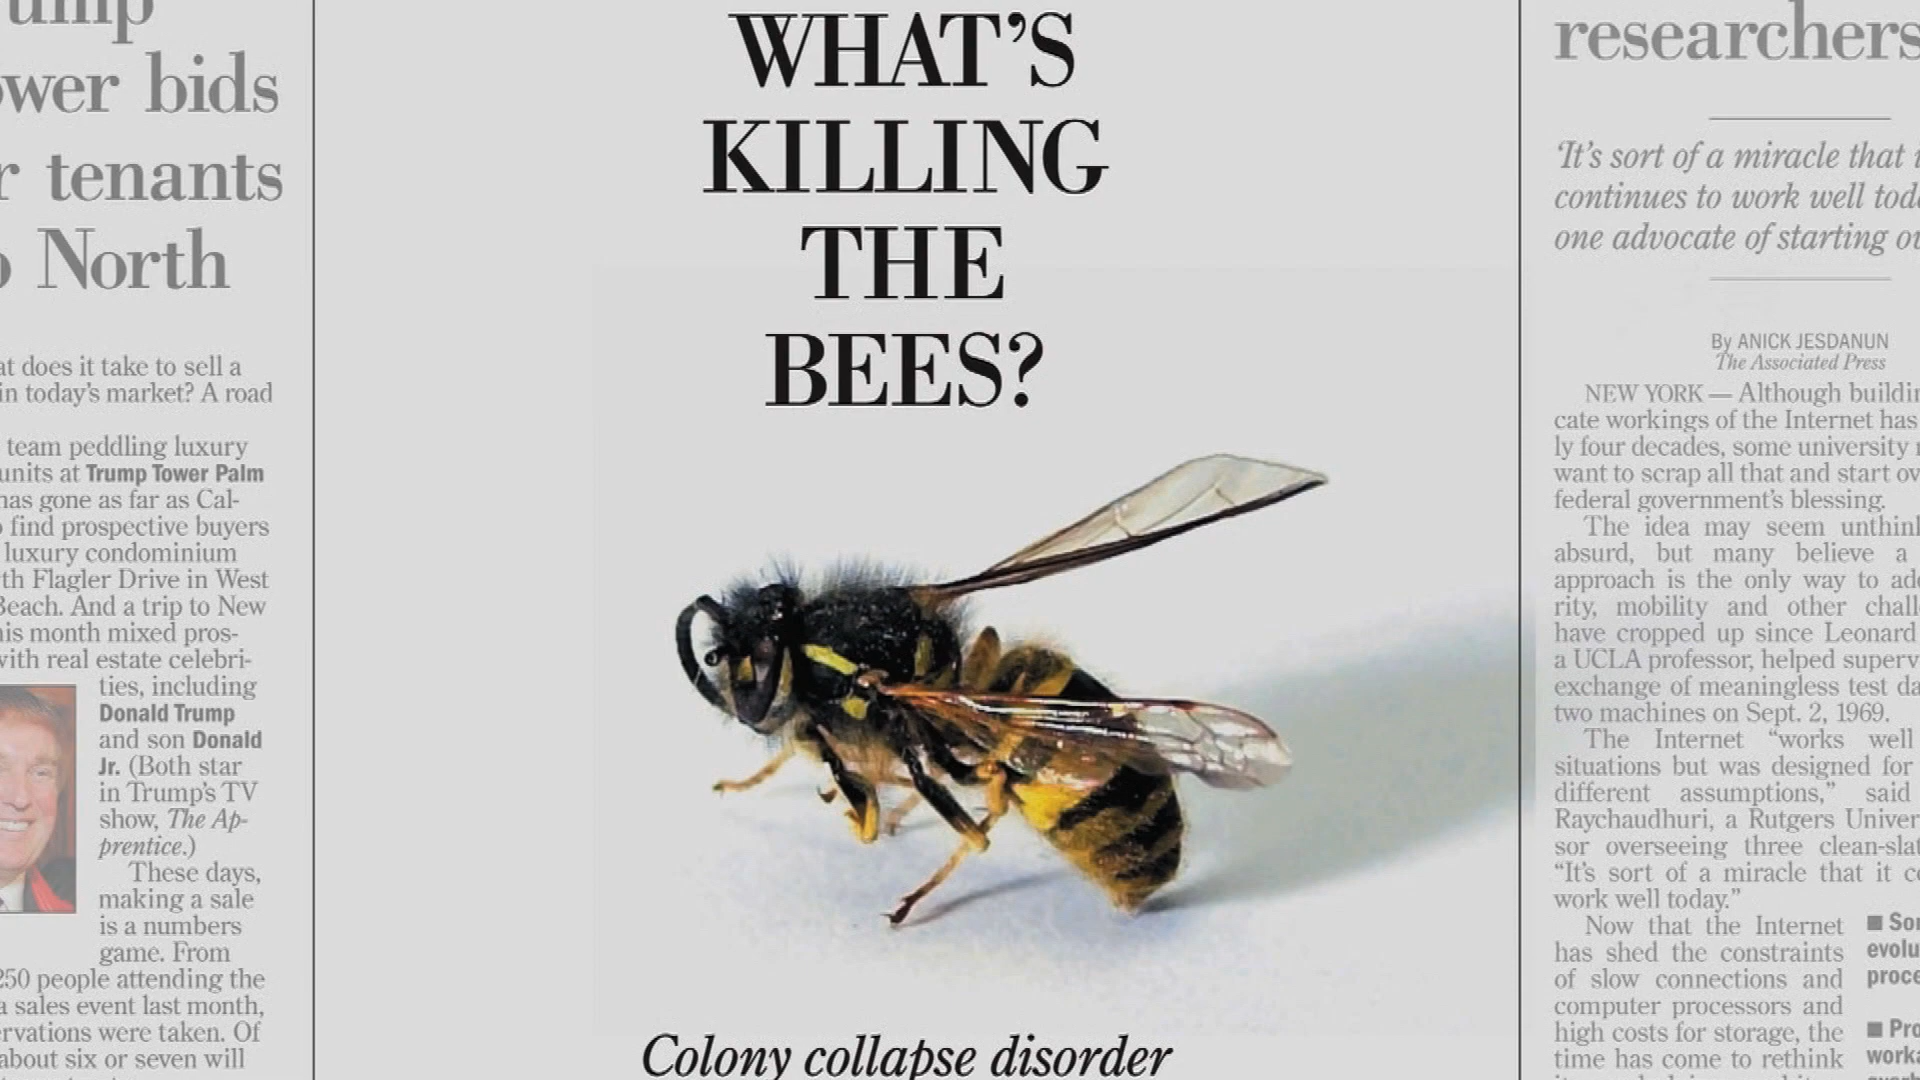 ump
wer bids
r tenants
North
at does it take to sell a
in today's market? A road
team peddling luxury
units at Trump Tower Palm
has gone as far as Cal-
find prospective buyers
luxury condominium
th Flagler Drive in West
Beach. And a trip to New
his month mixed pros-
with real estate celebri-
ties, including
Donald Trump
and son Donald
Jr. (Both star
in Trump's TV
show, The Ap-
prentice.)
These days,
making a sale
is a numbers
game. From
250 people attending the
a sales event last month,
ervations were taken. Of
about six or seven will
WHAT'S
KILLING
THE
BEES?
Colony collapse disorder
researchers
'It's sort of a miracle that
continues to work well
one advocate of starting
By ANICK JESDANUN
The Associated Press
NEW YORK — Although buildin
cate workings of the Internet has
ly four decades, some university
want to scrap all that and start ov
federal government's blessing.
The idea may seem unthink
absurd, but many believe a
approach is the only way to
rity, mobility and other chall
have cropped up since Leonard
a UCLA professor, helped superv
exchange of meaningless test da
two machines on Sept. 2, 1969.
The Internet "works well
situations but was designed for
different assumptions," said
Raychaudhuri, a Rutgers Univer
sor overseeing three clean-slat
"It's sort of a miracle that it co
work well today."
Now that the Internet
has shed the constraints
of slow connections and
computer processors and
high costs for storage, the
time has come to rethink
■ So
evolu
proce
■ Pro
worka